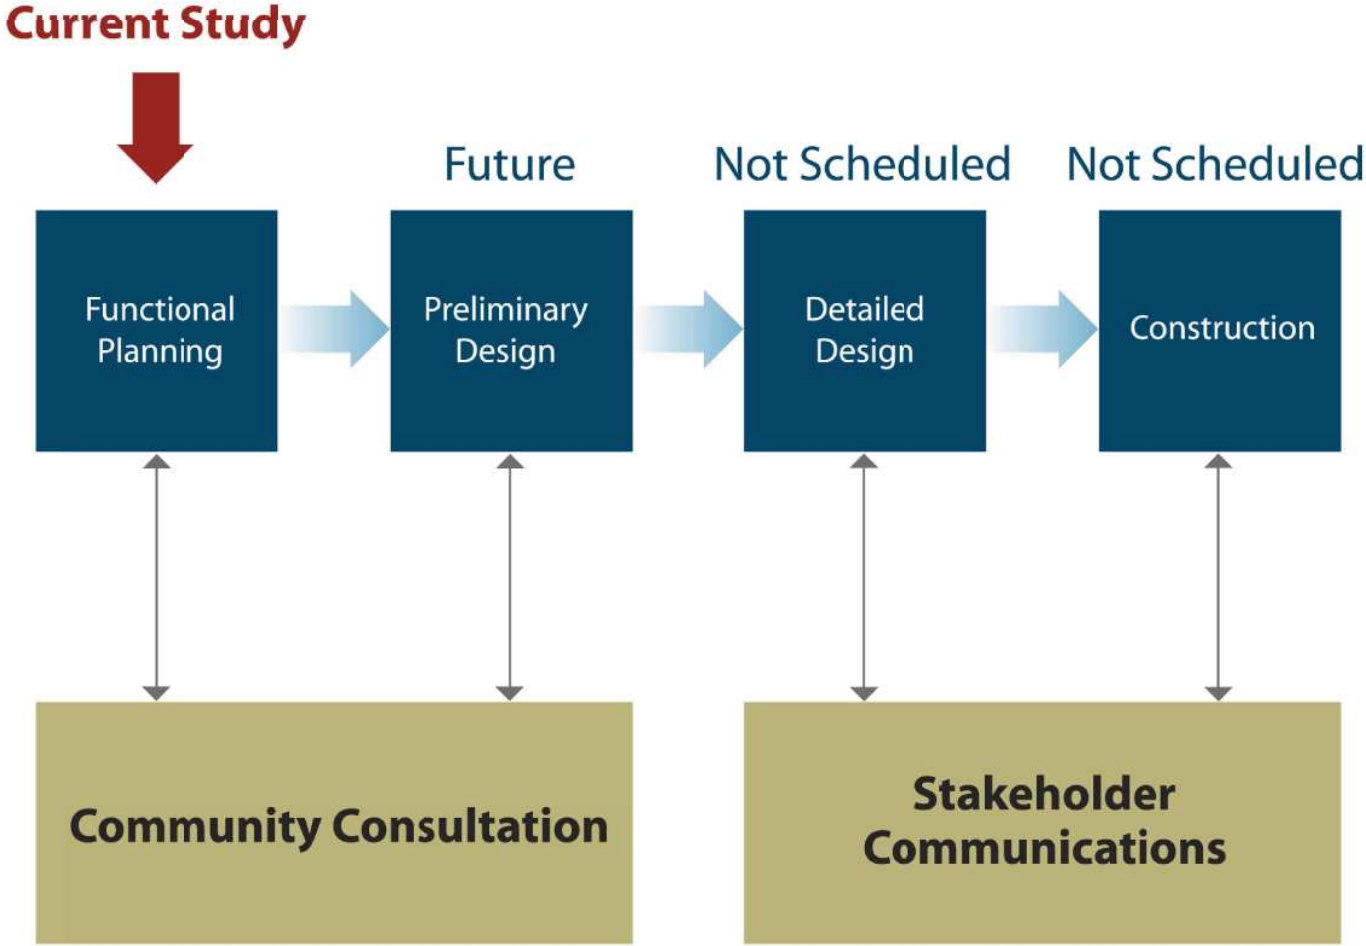 Current Study
Future
Not Scheduled
Not Scheduled
Functional
Planning
Preliminary
Design
Detailed
Design
Construction
Community Consultation
Stakeholder
Communications